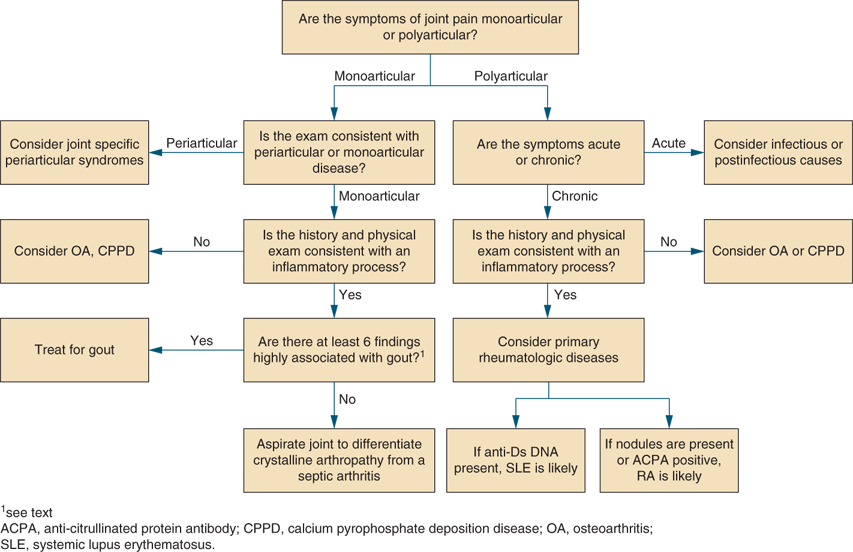 Are the symptoms of joint pain monoarticular
or polyarticular?
Monoarticular
Polyarticular
Consider joint specific
periarticular syndromes
Periarticular
Is the exam consistent with
periarticular or monoarticular
disease?
Are the symptoms acute
or chronic?
Acute
Consider infectious or
postinfectious causes
Monoarticular
Chronic
Consider OA, CPPD
No
Is the history and physical
exam consistent with an
inflammatory process?
Is the history and physical
exam consistent with an
inflammatory process?
No
Consider OA or CPPD
Yes
Yes
Treat for gout
Yes
Are there at least 6 findings
highly associated with gout?¹
Consider primary
rheumatologic diseases
No
Aspirate joint to differentiate
crystalline arthropathy from a
septic arthritis
If anti-Ds DNA
present, SLE is likely
If nodules are present
or ACPA positive,
RA is likely
¹see text
ACPA, anti-citrullinated protein antibody; CPPD, calcium pyrophosphate deposition disease; OA, osteoarthritis;
SLE, systemic lupus erythematosus.